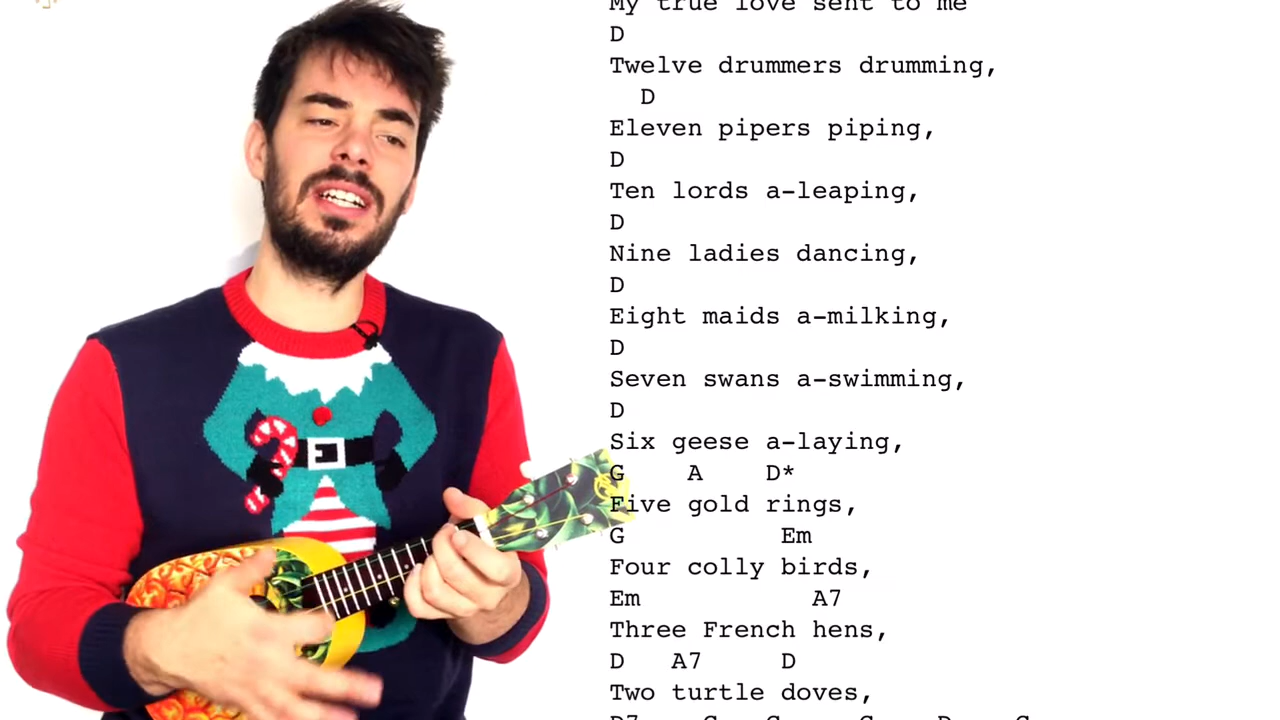 My true love sent to me
D
Twelve drummers drumming,
D
Eleven pipers piping,
D
Ten lords a-leaping,
D
Nine ladies dancing,
D
Eight maids a-milking,
D
Seven swans a-swimming,
D
Six geese a-laying,
G A D*
Five gold rings,
G Em
Four colly birds,
Em A7
Three French hens,
D A7 D
Two turtle doves,